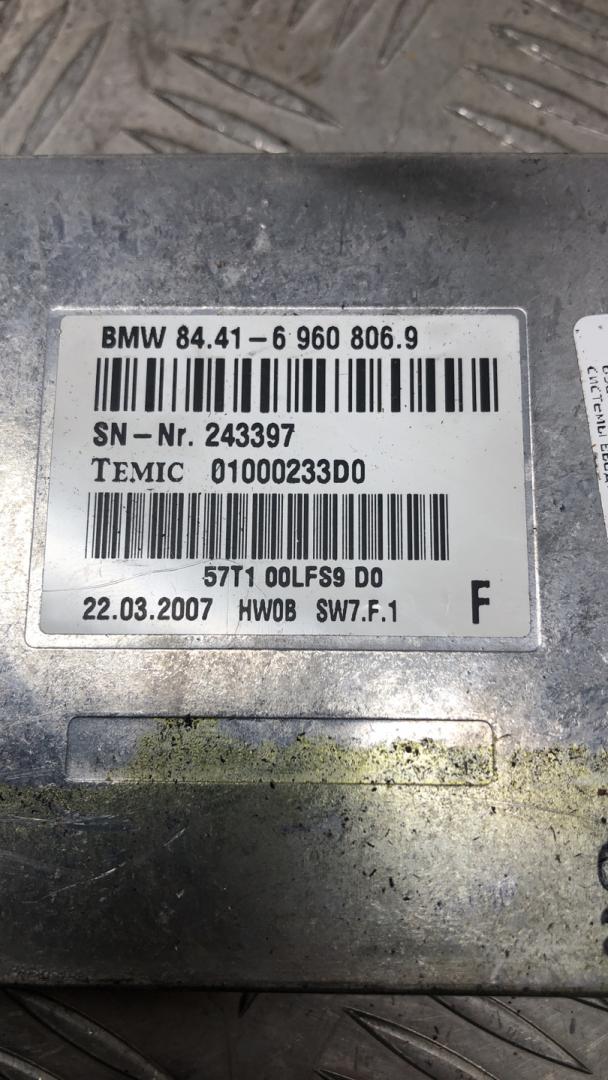 BMW 84.41-6 960 806.9
SN-Nr. 243397
TEMIC 01000233D0
57T1 00LFS9 D0
22.03.2007 HW0B SW7.F.1
F